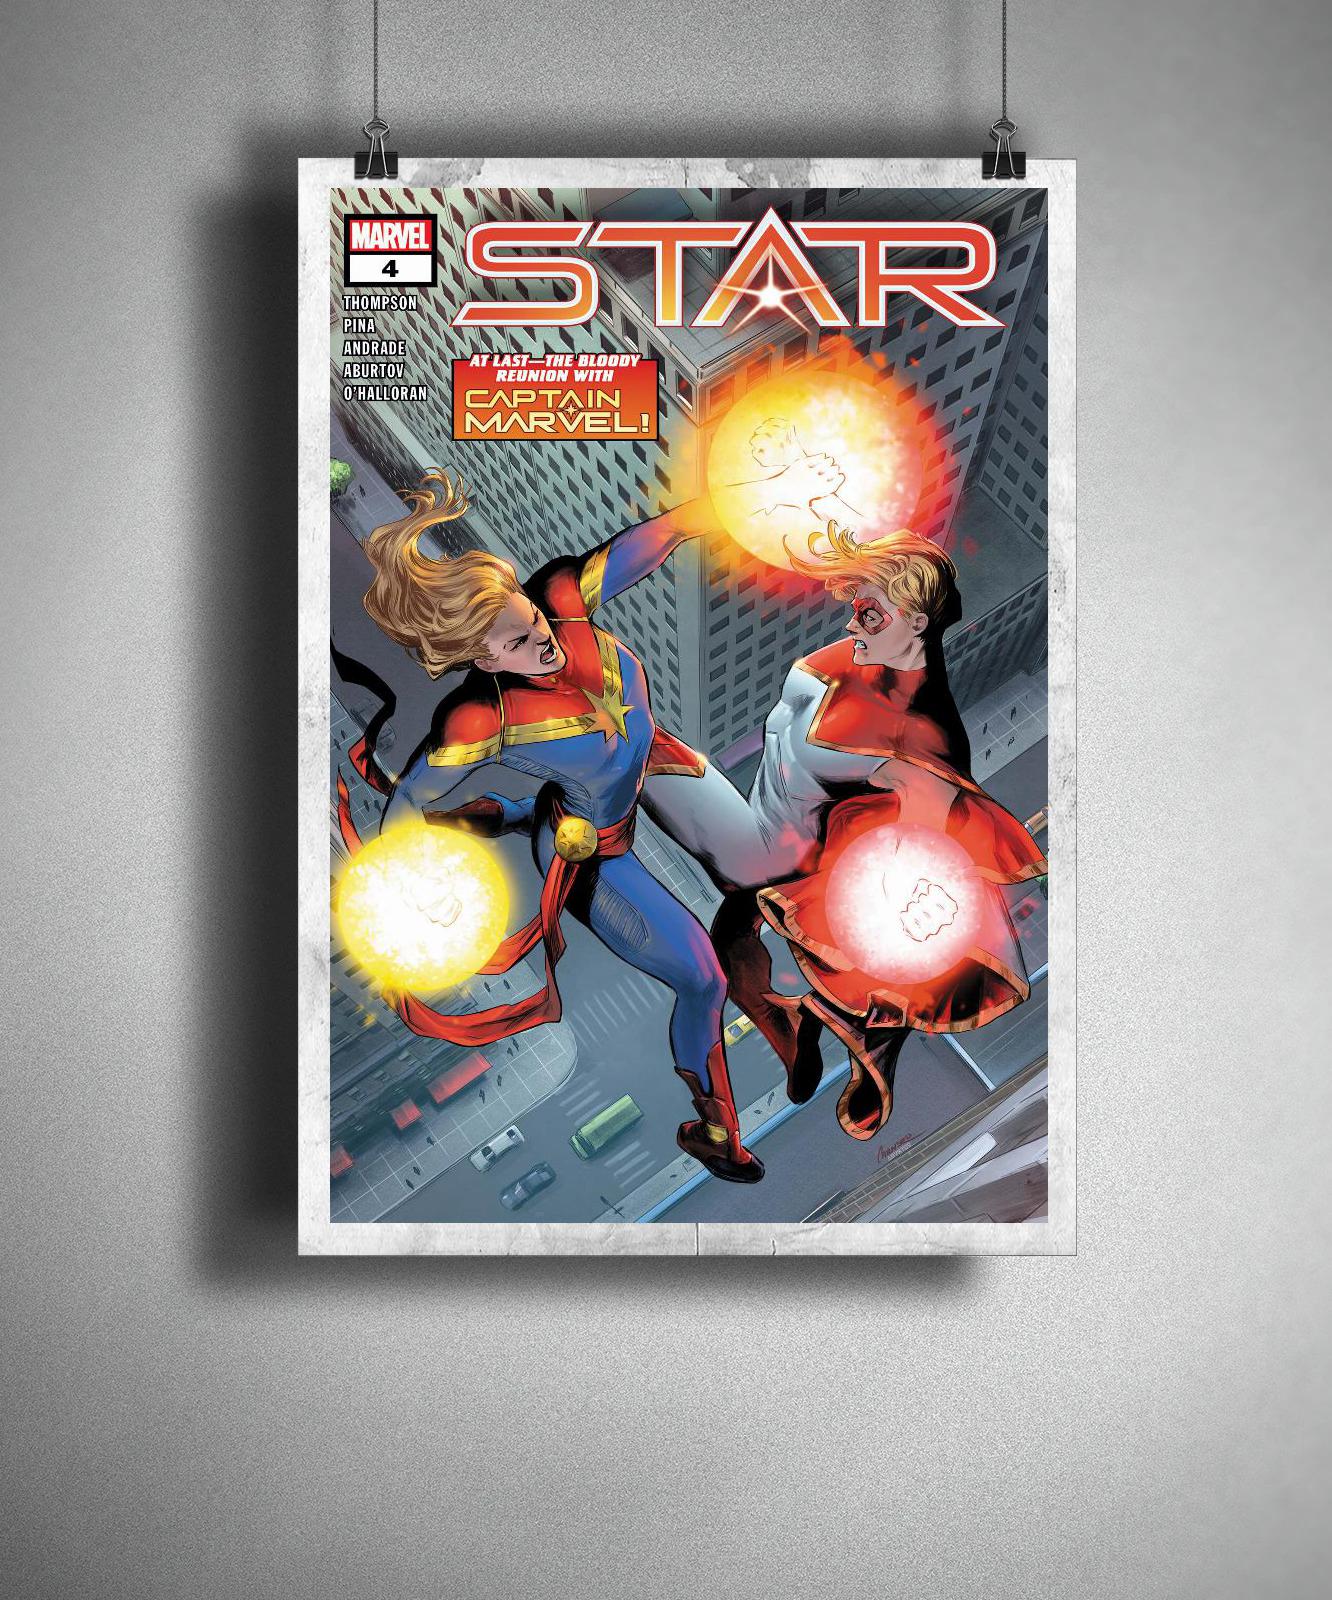 MARVEL
4
THOMPSON
PINA
ANDRADE
ABURTOV
O'HALLORAN
STAR
AT LAST—THE BLOODY
REUNION WITH
CAPTAIN
MARVEL!